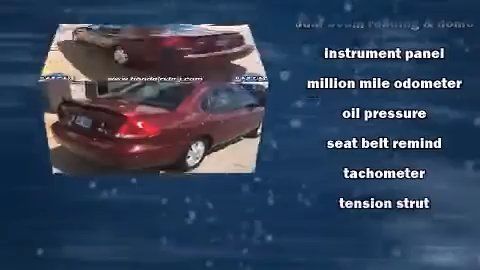 instrument panel
million mile odometer
oil pressure
seat belt remind
tachometer
tension strut